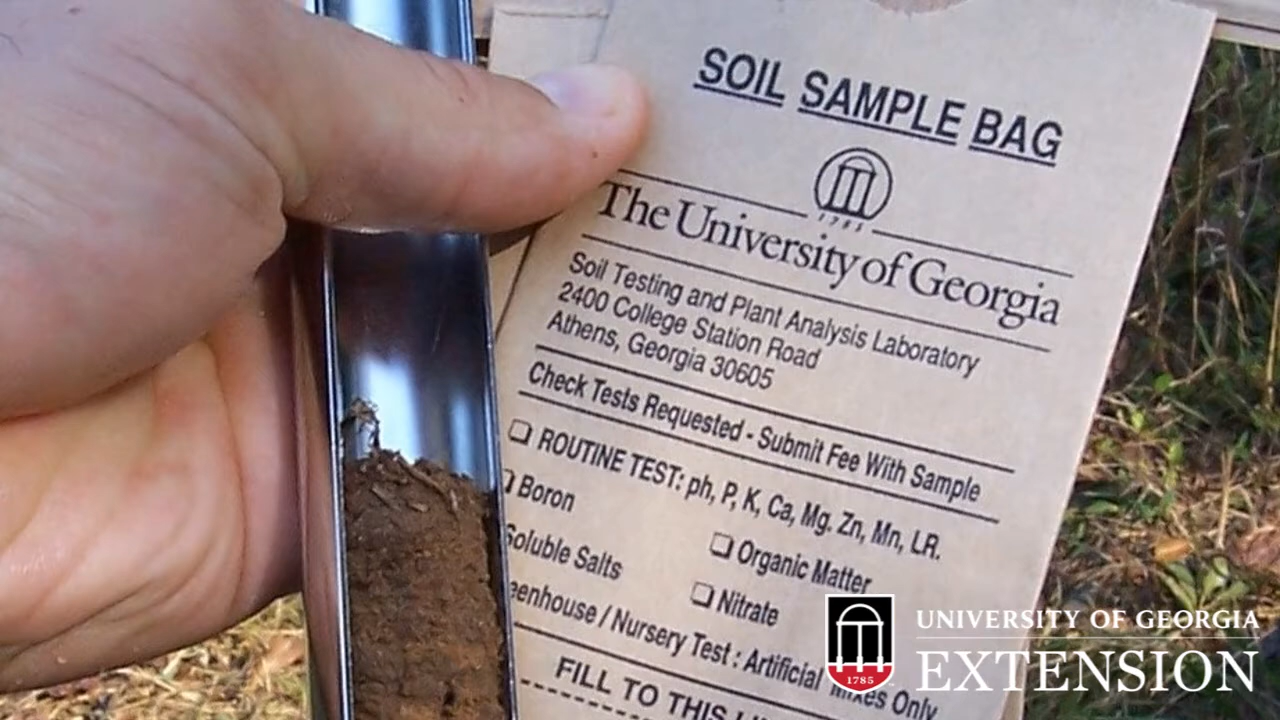 SOIL SAMPLE BAG
1785
The University of Georgia
Soil Testing and Plant Analysis Laboratory
2400 College Station Road
Athens, Georgia 30605
Check Tests Requested - Submit Fee With Sample
ROUTINE TEST: ph, P, K, Ca, Mg. Zn, Mn, LR.
Boron
Organic Matter
Soluble Salts
Nitrate
/ Nursery Test : Artificial Mixes Only
FILL TO THIS
1785
UNIVERSITY OF GEORGIA
EXTENSION